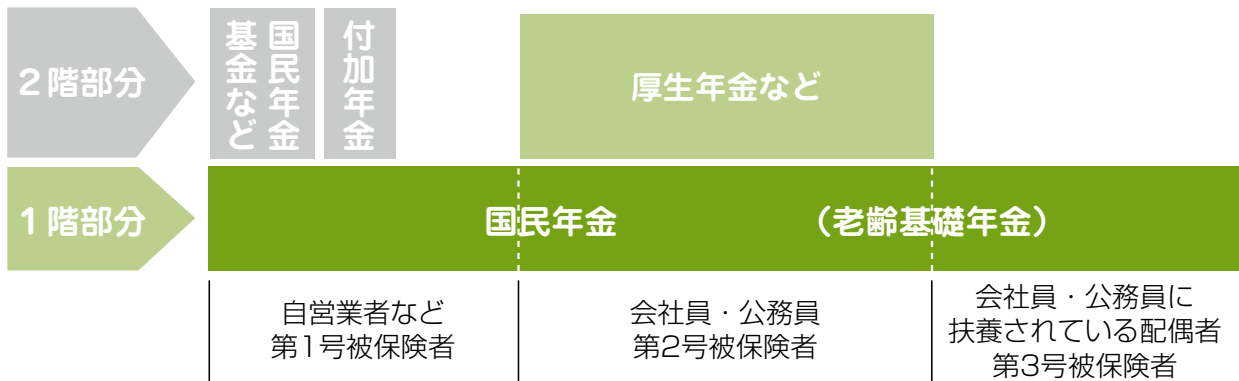 2階部分
国民年金
基金など
付加年金
厚生年金など
1階部分
国民年金
（老齢基礎年金）
自営業者など
第1号被保険者
会社員・公務員
第2号被保険者
会社員・公務員に
扶養されている配偶者
第3号被保険者